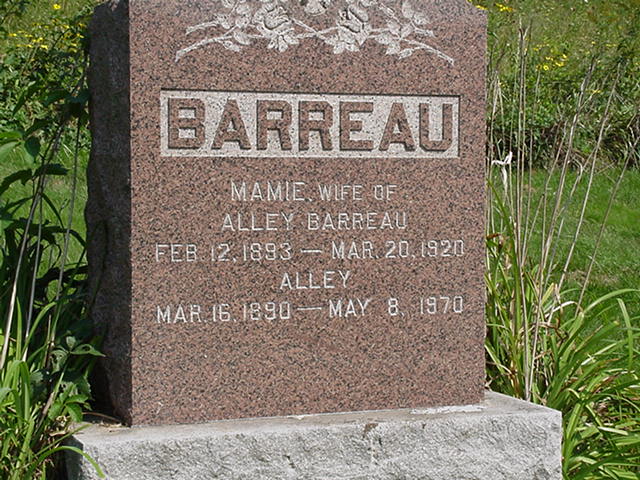 BARREAU
MAMIE, WIFE OF
ALLEY BARREAU
FEB. 12, 1893 — MAR. 20, 1920
ALLEY
MAR. 16, 1890 — MAY 8, 1970